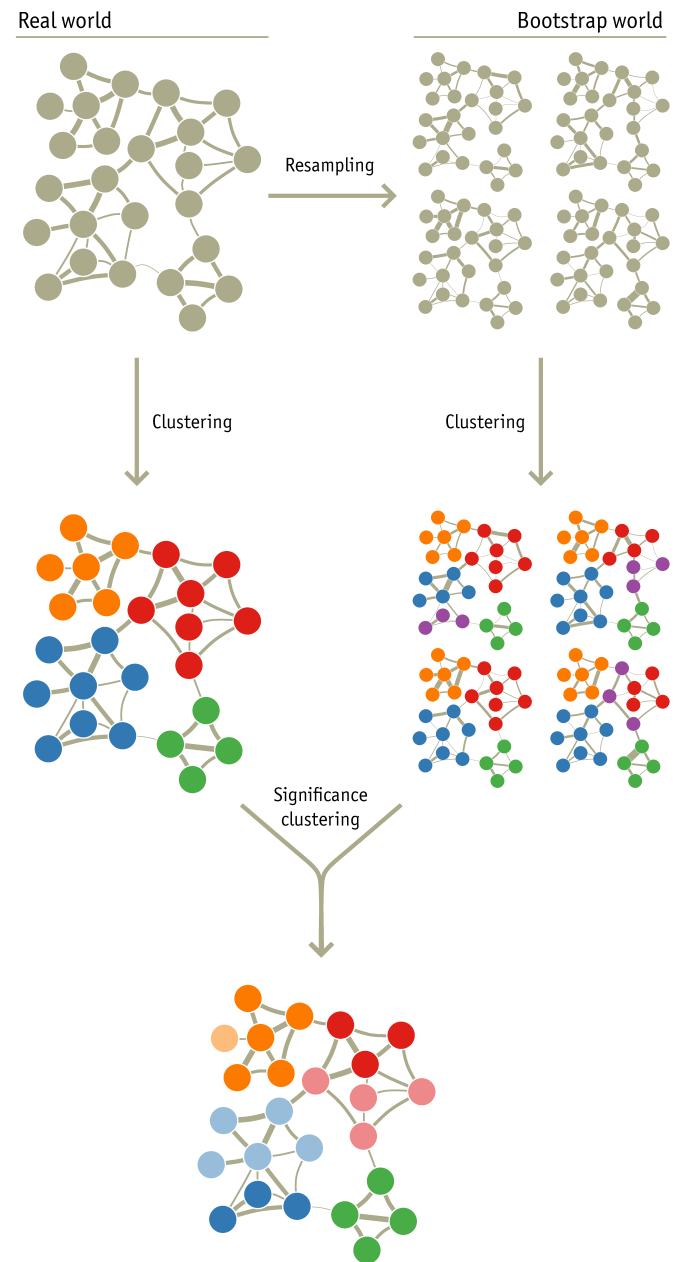 Real world
Bootstrap world
Resampling
Clustering
Clustering
Significance
clustering